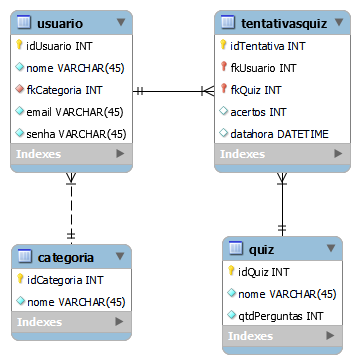 usuario
idUsuario INT
nome VARCHAR(45)
fkCategoria INT
email VARCHAR(45)
senha VARCHAR(45)
Indexes
tentativasquiz
idTentativa INT
fkUsuario INT
fkQuiz INT
acertos INT
datahora DATETIME
Indexes
categoria
idCategoria INT
nome VARCHAR(45)
Indexes
quiz
idQuiz INT
nome VARCHAR(45)
qtdPerguntas INT
Indexes